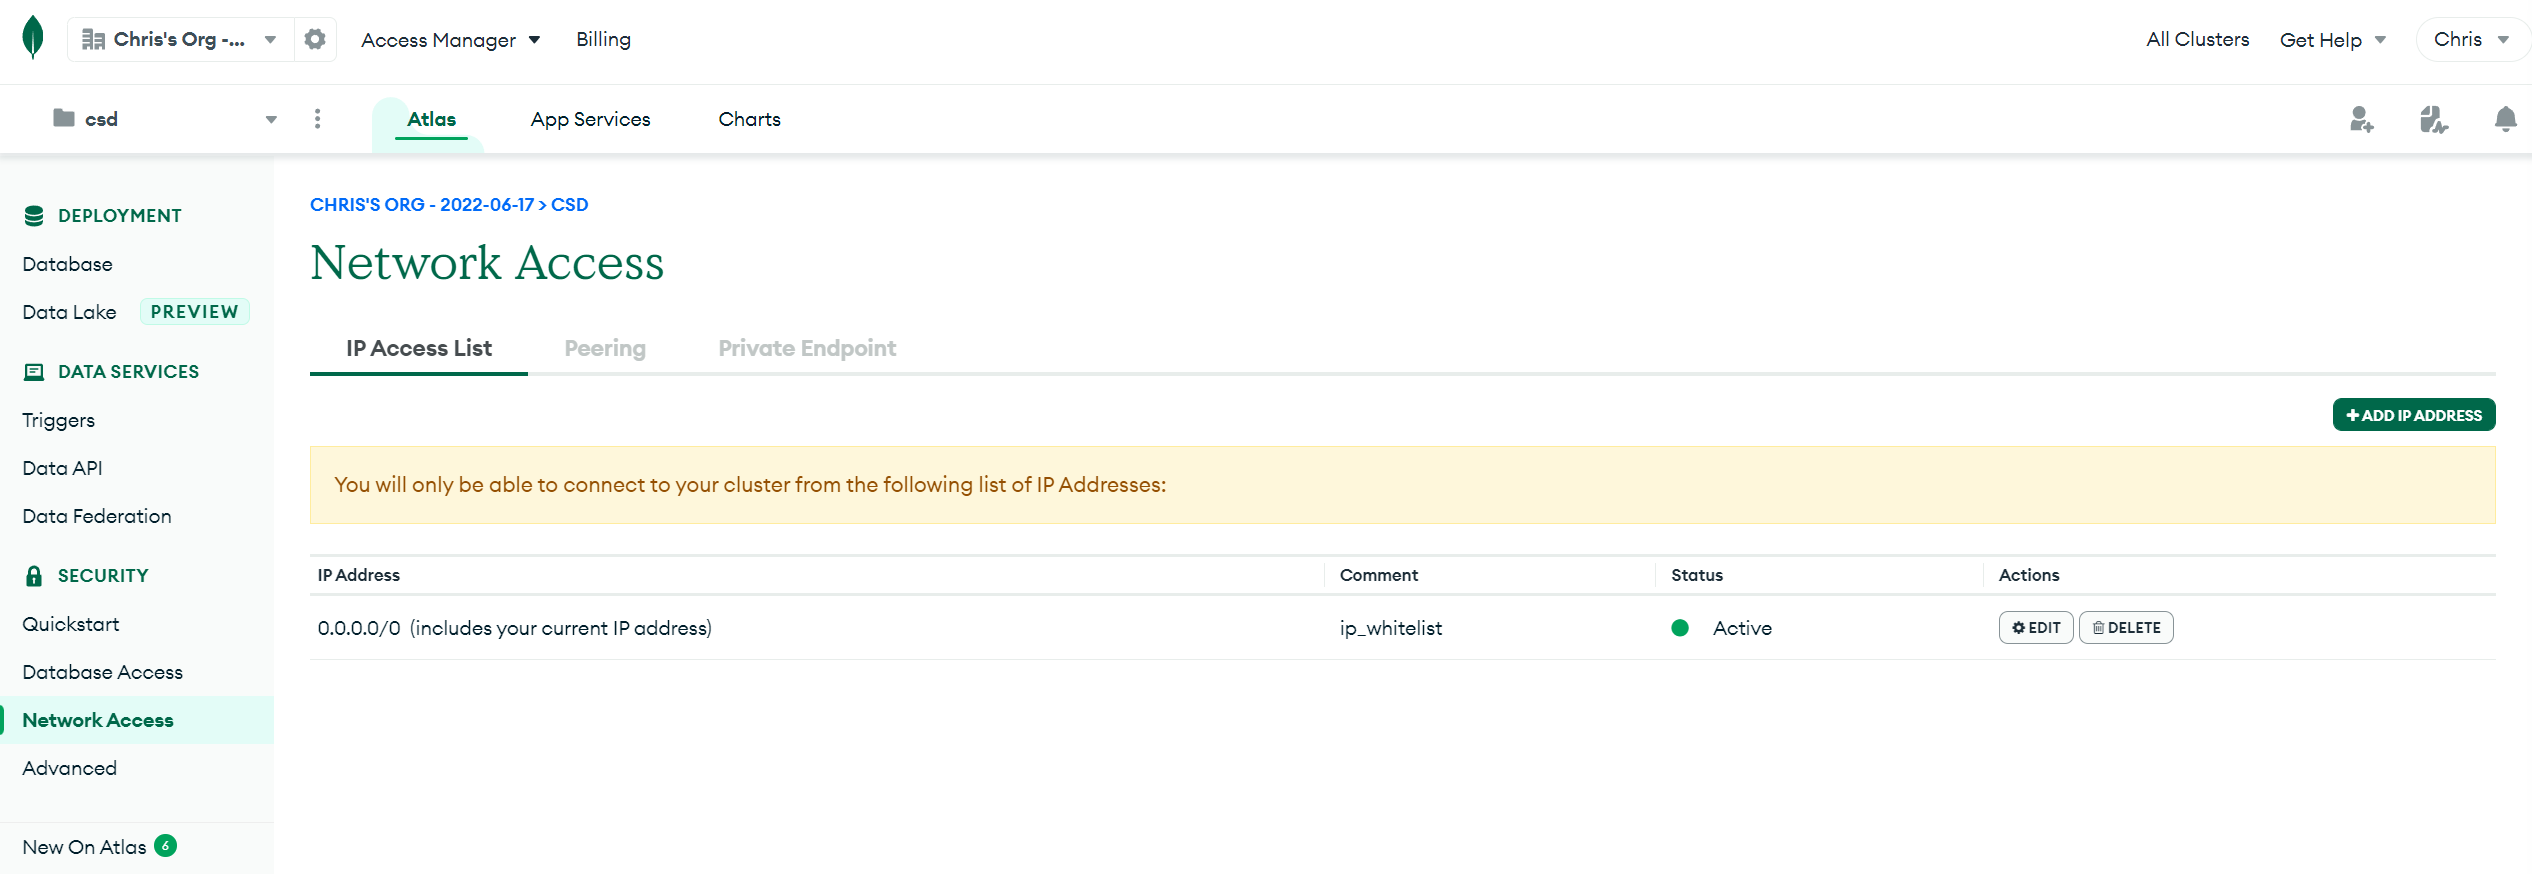 Chris's Org -... Access Manager Billing All Clusters Get Help Chris
csd Atlas App Services Charts
DEPLOYMENT
Database
Data Lake PREVIEW
DATA SERVICES
Triggers
Data API
Data Federation
SECURITY
Quickstart
Database Access
Network Access
Advanced
New On Atlas 6
CHRIS'S ORG - 2022-06-17 > CSD
Network Access
IP Access List Peering Private Endpoint
+ ADD IP ADDRESS
You will only be able to connect to your cluster from the following list of IP Addresses:
IP Address Comment Status Actions
0.0.0.0/0 (includes your current IP address) ip_whitelist Active EDIT DELETE